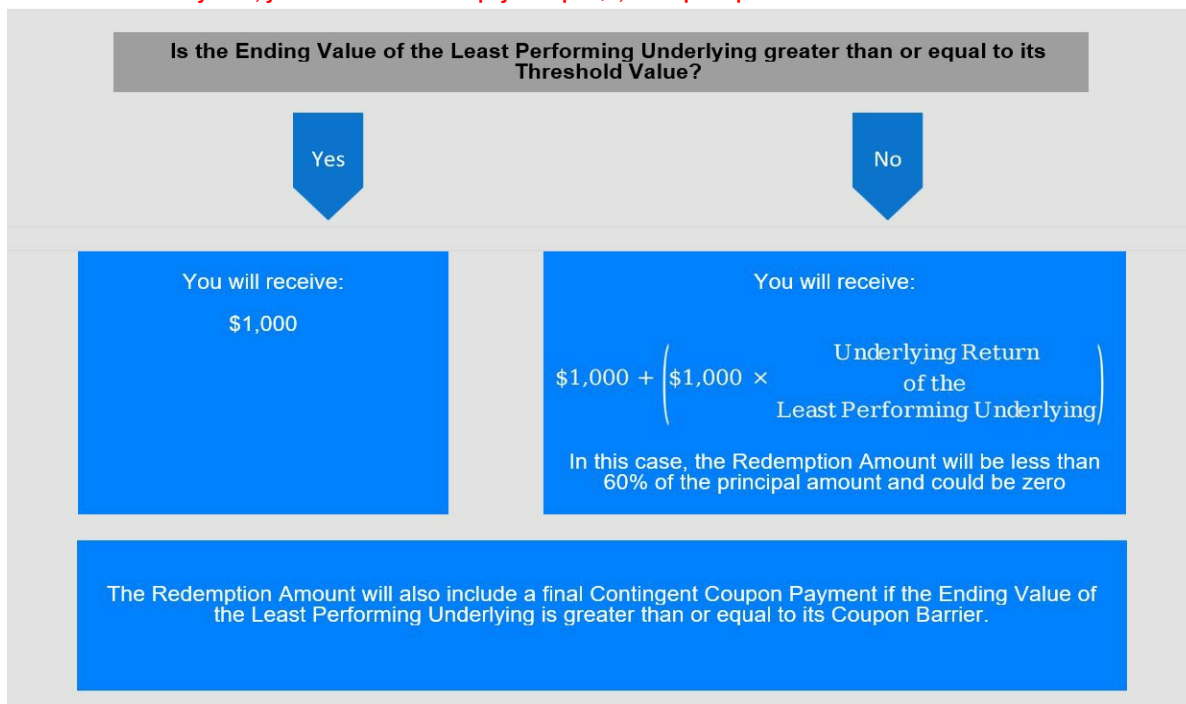 Is the Ending Value of the Least Performing Underlying greater than or equal to its
Threshold Value?
Yes
No
You will receive:
$1,000
You will receive:
$1,000 + ($1,000 × Underlying Return
of the
Least Performing Underlying)
In this case, the Redemption Amount will be less than
60% of the principal amount and could be zero
The Redemption Amount will also include a final Contingent Coupon Payment if the Ending Value of
the Least Performing Underlying is greater than or equal to its Coupon Barrier.